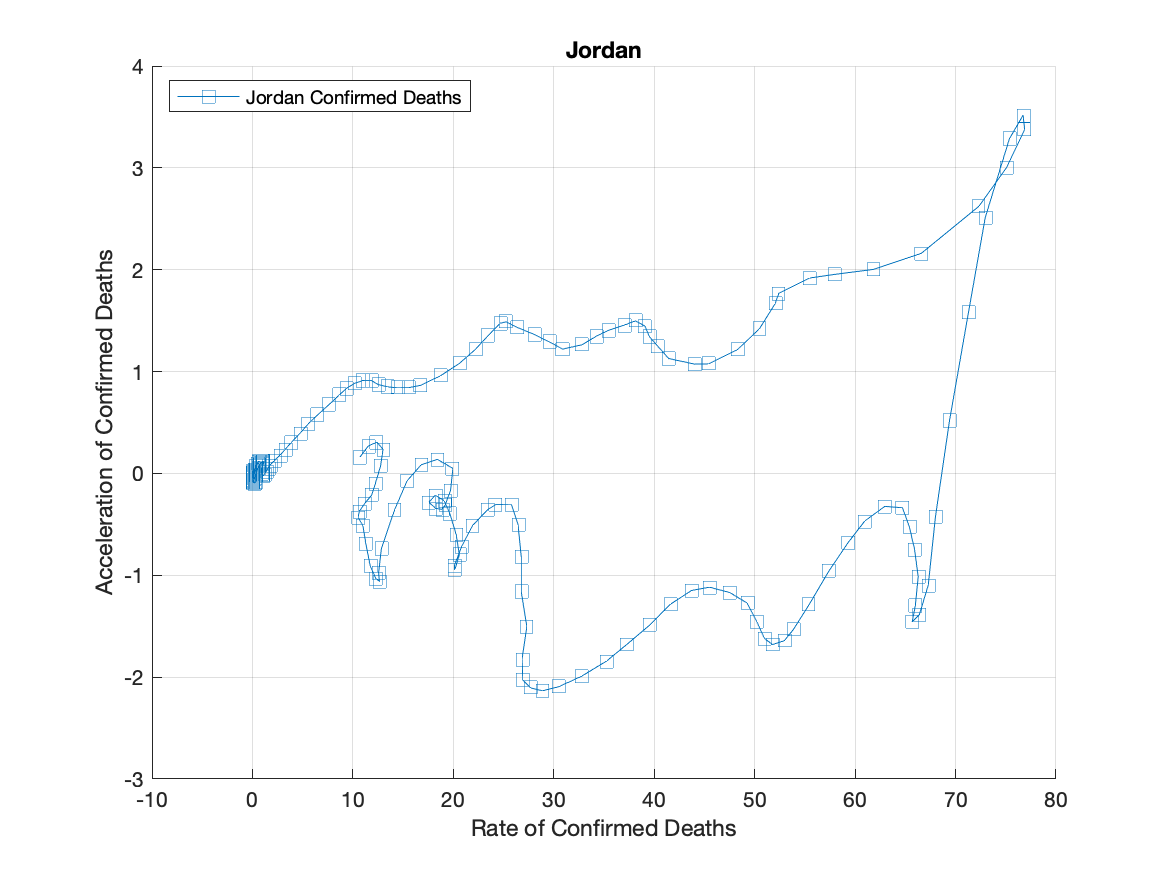 Jordan
Jordan Confirmed Deaths
4
3
2
1
0
-1
-2
-3
Acceleration of Confirmed Deaths
-10 0 10 20 30 40 50 60 70 80
Rate of Confirmed Deaths